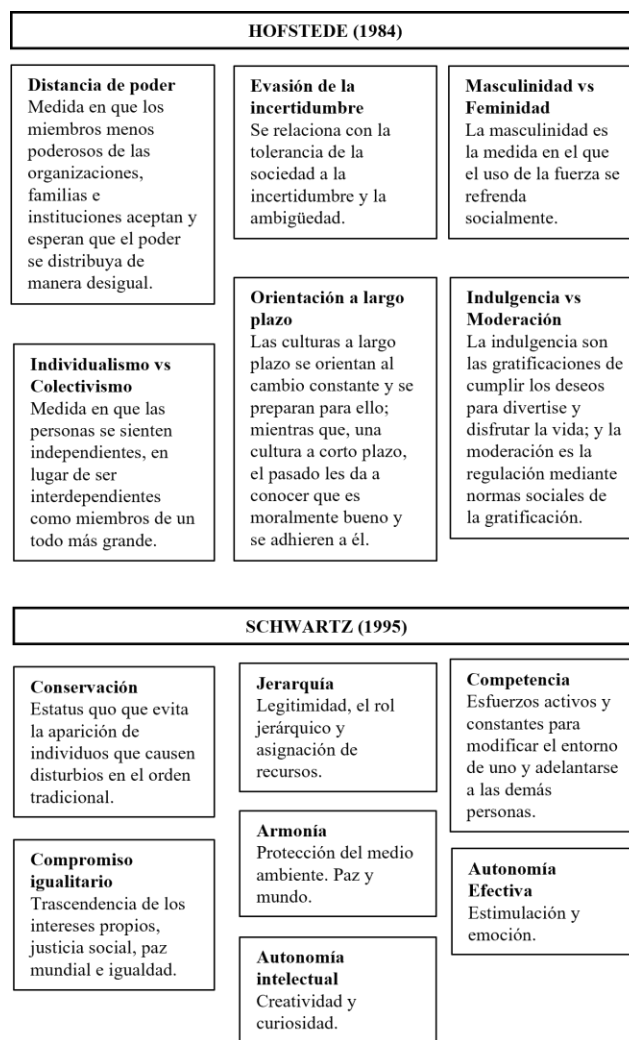 HOFSTEDE (1984)
Distancia de poder
Medida en que los
miembros menos
poderosos de las
organizaciones,
familias e
instituciones aceptan y
esperan que el poder
se distribuya de
manera desigual.
Evasión de la
incertidumbre
Se relaciona con la
tolerancia de la
sociedad a la
incertidumbre y la
ambigüedad.
Masculinidad vs
Feminidad
La masculinidad es
la medida en el que
el uso de la fuerza se
refrenda
socialmente.
Individualismo vs
Colectivismo
Medida en que las
personas se sienten
independientes, en
lugar de ser
interdependientes
como miembros de un
todo más grande.
Orientación a largo
plazo
Las culturas a largo
plazo se orientan al
cambio constante y se
preparan para ello;
mientras que, una
cultura a corto plazo,
el pasado les da a
conocer que es
moralmente bueno y
se adhieren a él.
Indulgencia vs
Moderación
La indulgencia son
las gratificaciones de
cumplir los deseos
para divertise y
disfrutar la vida; y la
moderación es la
regulación mediante
normas sociales de
la gratificación.
SCHWARTZ (1995)
Conservación
Estatus quo que evita
la aparición de
individuos que causen
disturbios en el orden
tradicional.
Jerarquía
Legitimidad, el rol
jerárquico y
asignación de
recursos.
Competencia
Esfuerzos activos y
constantes para
modificar el entorno
de uno y adelantarse
a las demás
personas.
Compromiso
igualitario
Trascendencia de los
intereses propios,
justicia social, paz
mundial e igualdad.
Armonía
Protección del medio
ambiente. Paz y
mundo.
Autonomía
Efectiva
Estimulación y
emoción.
Autonomía
intelectual
Creatividad y
curiosidad.